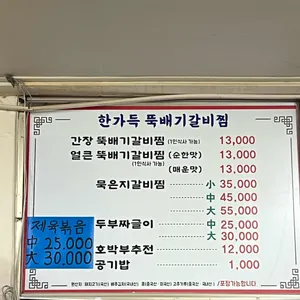 한가득 뚝배기갈비찜
간장 뚝배기갈비찜 (1인식사 가능) 13,000
얼큰 뚝배기갈비찜 (순한맛) 13,000
(1인식사 가능) (매운맛) 13,000
묵은지갈비찜 小 35,000
中 45,000
大 55,000
두부짜글이 中 25,000
大 30,000
호박부추전 12,000
공기밥 1,000
제육볶음
中 25,000
大 30,000
/포장가능합니다